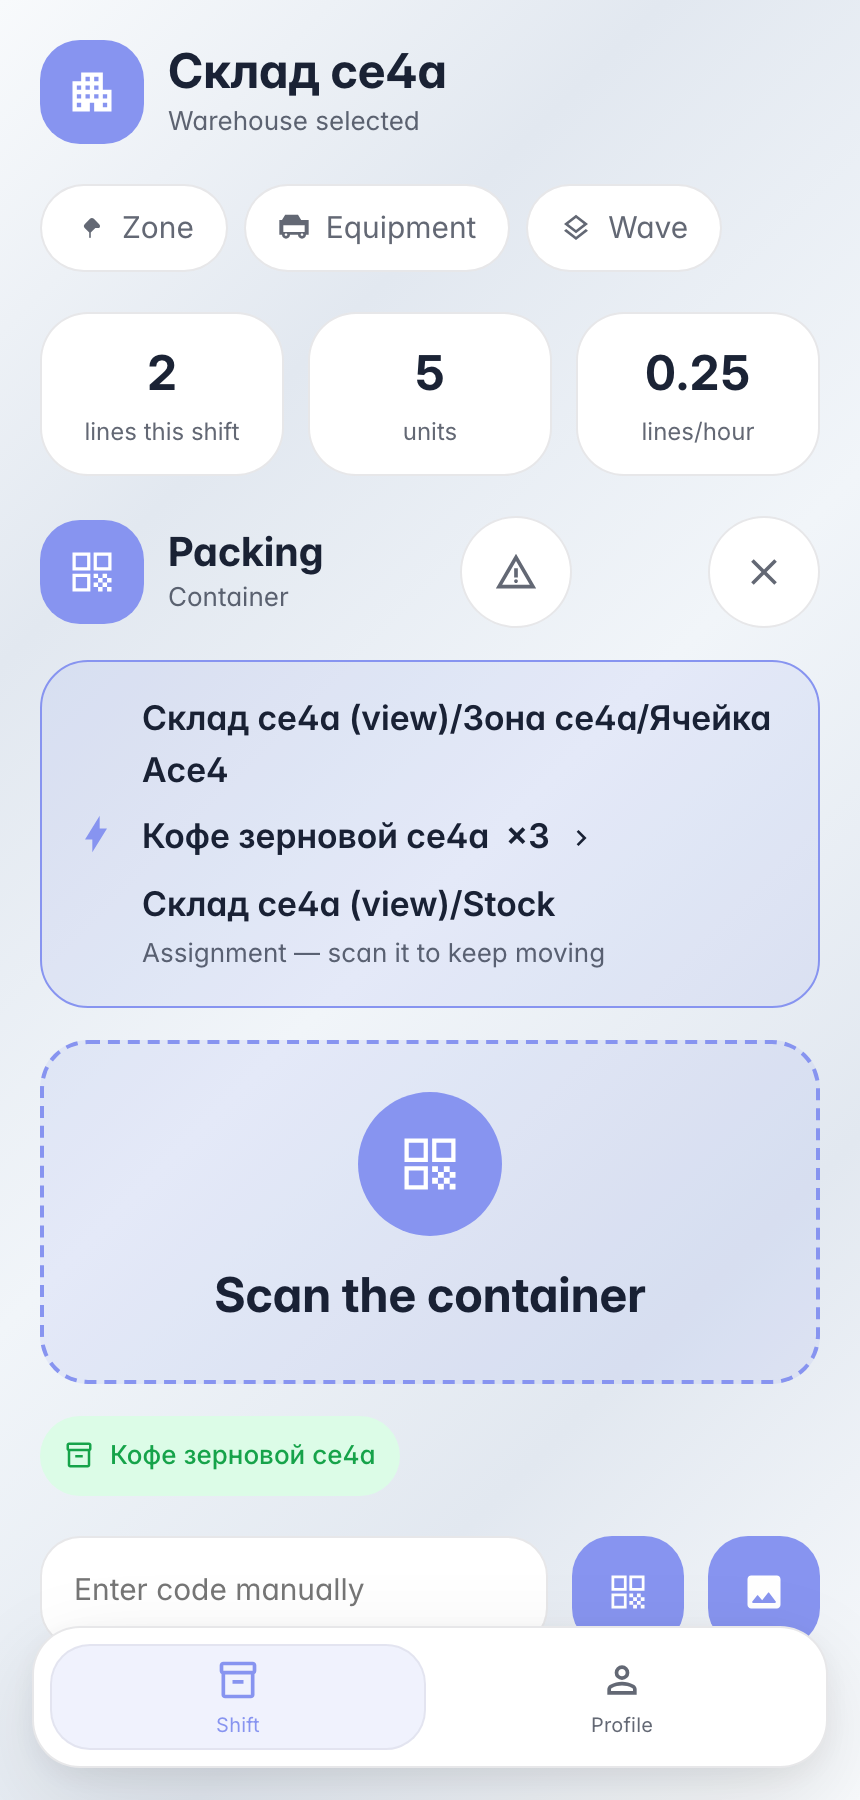 Склад ce4a
Warehouse selected
Zone
Equipment
Wave
2
lines this shift
5
units
0.25
lines/hour
Packing
Container
Склад ce4a (view)/Зона ce4a/Ячейка
Ace4
Кофе зерновой ce4a ×3 ›
Склад ce4a (view)/Stock
Assignment — scan it to keep moving
Scan the container
Кофе зерновой ce4a
Enter code manually
Shift
Profile